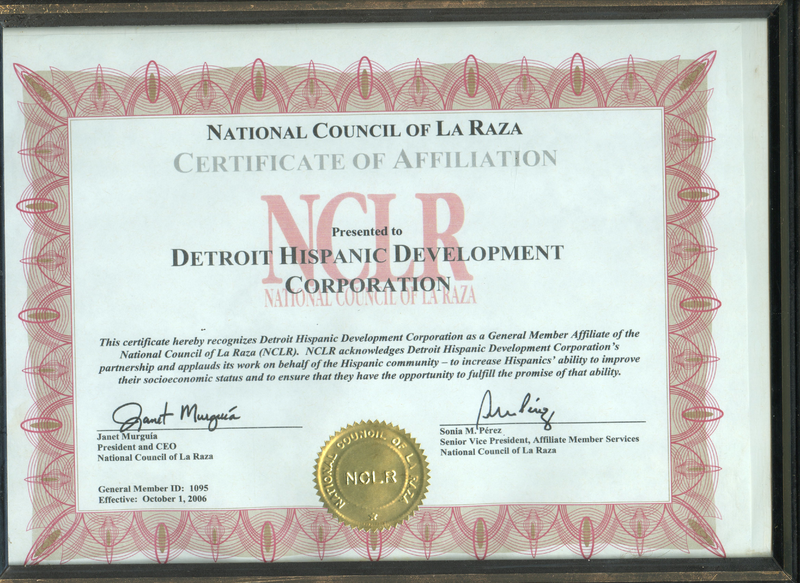 NATIONAL COUNCIL OF LA RAZA
CERTIFICATE OF AFFILIATION
NCLR
Presented to
DETROIT HISPANIC DEVELOPMENT
CORPORATION
NATIONAL COUNCIL OF LA RAZA
This certificate hereby recognizes Detroit Hispanic Development Corporation as a General Member Affiliate of the
National Council of La Raza (NCLR). NCLR acknowledges Detroit Hispanic Development Corporation's
partnership and applauds its work on behalf of the Hispanic community – to increase Hispanics' ability to improve
their socioeconomic status and to ensure that they have the opportunity to fulfill the promise of that ability.
Janet Murguía
Janet Murguía
President and CEO
National Council of La Raza
Sonia M. Pérez
Senior Vice President, Affiliate Member Services
National Council of La Raza
General Member ID: 1095
Effective: October 1, 2006
NATIONAL COUNCIL OF LA RAZA
NCLR